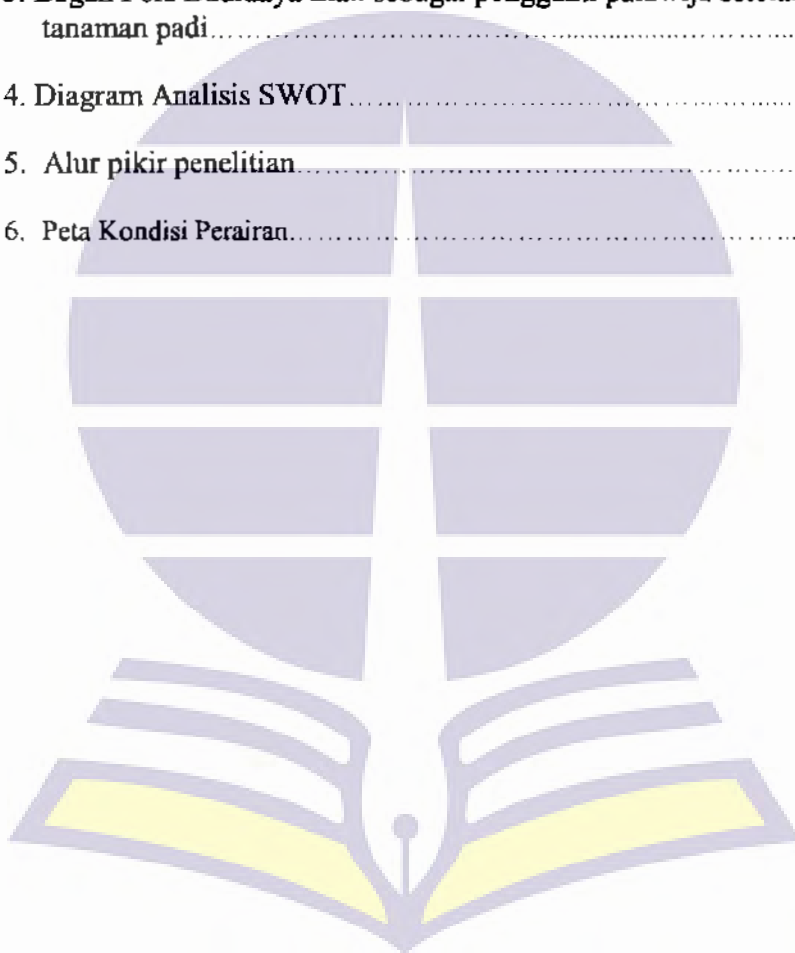 tanaman padi
4. Diagram Analisis SWOT
5. Alur pikir penelitian
6. Peta Kondisi Perairan